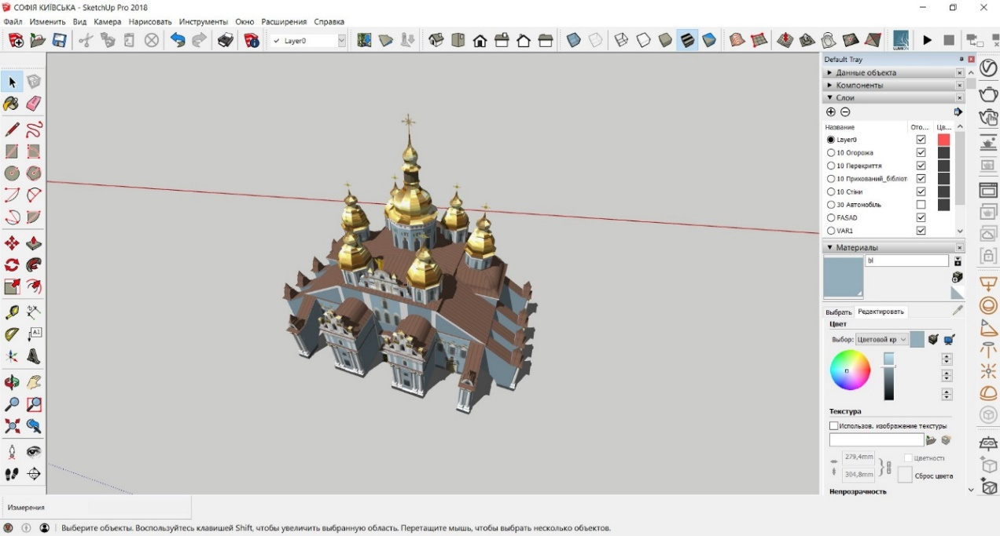 СОФІЯ КИЇВСЬКА - SketchUp Pro 2018
Файл Изменить Вид Камера Нарисовать Инструменты Окно Расширения Справка
Layer0
LUMION
Default Tray
Данные объекта
Компоненты
Слои
Название Ото... Цв...
Layer0
10 Огорожа
10 Перекриття
10 Прихований_бібліот
10 Стіни
30 Автомобіль
FASAD
VAR1
Материалы
bl
Выбрать Редактировать
Цвет
Выбор: Цветовой кр
Текстура
Использов. изображение текстуры
279,4mm Цветность
304,8mm Сброс цвета
Непрозрачность
A1
Измерения
Выберите объекты. Воспользуйтесь клавишей Shift, чтобы увеличить выбранную область. Перетащите мышь, чтобы выбрать несколько объектов.